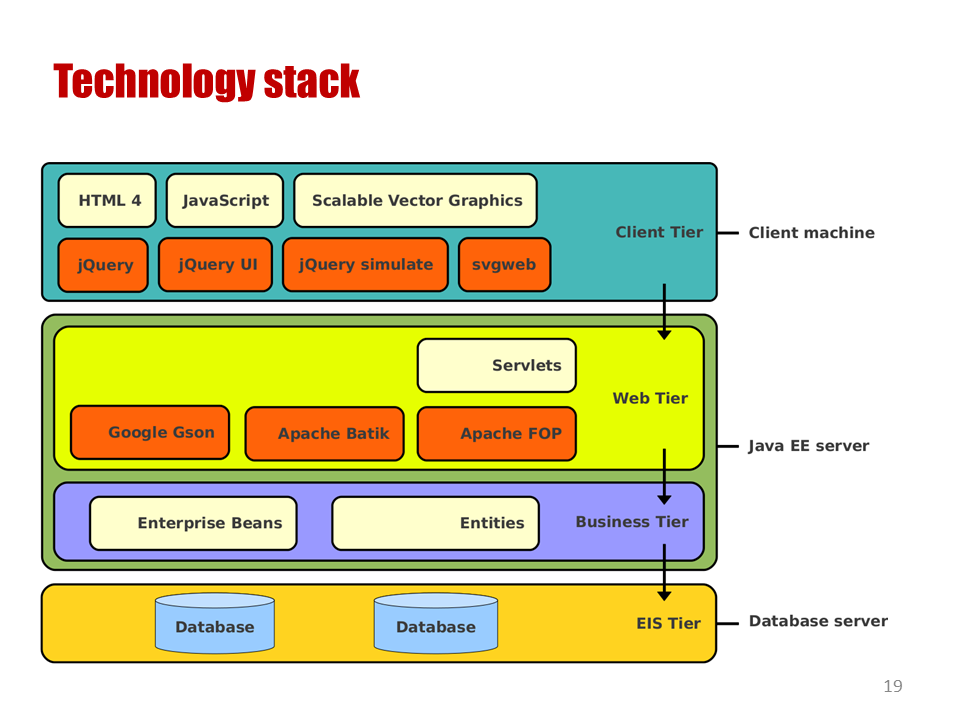 Technology stack
HTML 4
JavaScript
Scalable Vector Graphics
Client Tier
Client machine
jQuery
jQuery UI
jQuery simulate
svgweb
Servlets
Web Tier
Google Gson
Apache Batik
Apache FOP
Java EE server
Enterprise Beans
Entities
Business Tier
Database
Database
EIS Tier
Database server
19